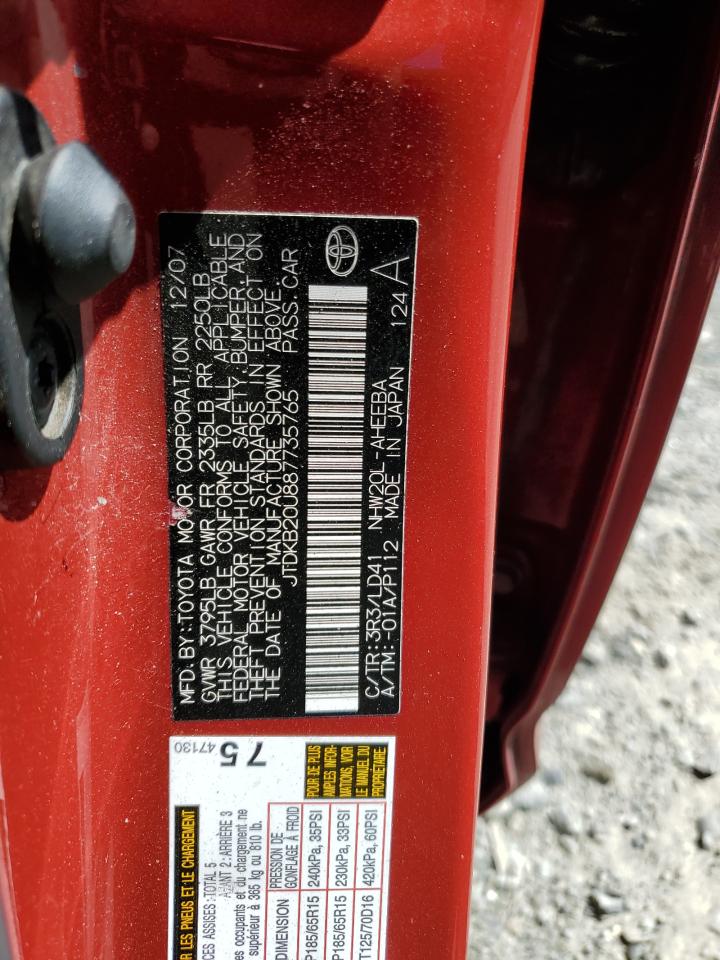 MFD. BY: TOYOTA MOTOR CORPORATION 12/07
GVWR 3795LB GAWR FR 2335LB RR 2250LB
THIS VEHICLE CONFORMS TO ALL APPLICABLE
FEDERAL MOTOR VEHICLE SAFETY, BUMPER, AND
THEFT PREVENTION STANDARDS IN EFFECT ON
THE DATE OF MANUFACTURE SHOWN ABOVE.
JTDKB20U887735765 PASS. CAR
C/TR: 3R3/LD41 NHW20L-AHEEBA 124
A/TM: -01A/P112 MADE IN JAPAN A
47130
75
LES PNEUS ET LE CHARGEMENT
CES ASSISES: TOTAL 5
AVANT 2: ARRIÈRE 3
es occupants et du chargement ne
supérieur à 365 kg ou 810 lb.
DIMENSION PRESSION DE GONFLAGE À FROID
P185/65R15 240kPa, 35PSI
P185/65R15 230kPa, 33PSI
T125/70D16 420kPa, 60PSI
POUR DE PLUS
AMPLES INFOR-
MATIONS, VOIR
LE MANUEL DU
PROPRIÉTAIRE.